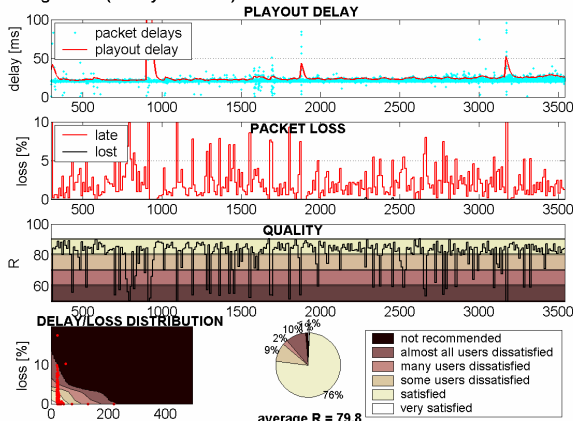 PLAYOUT DELAY
100
50
0
delay [ms]
packet delays
playout delay
500 1000 1500 2000 2500 3000 3500
PACKET LOSS
10
5
0
loss [%]
late
lost
500 1000 1500 2000 2500 3000 3500
QUALITY
100
80
60
R
500 1000 1500 2000 2500 3000 3500
DELAY/LOSS DISTRIBUTION
10
0
loss [%]
0 100 200 300 400
10%
2%
9%
76%
average R = 79.8
not recommended
almost all users dissatisfied
many users dissatisfied
some users dissatisfied
satisfied
very satisfied